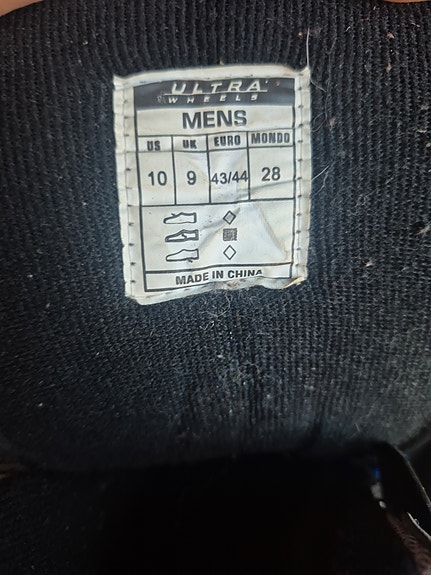 ULTRA
WHEELS
MENS
US UK EURO MONDO
10 9 43/44 28
MADE IN CHINA